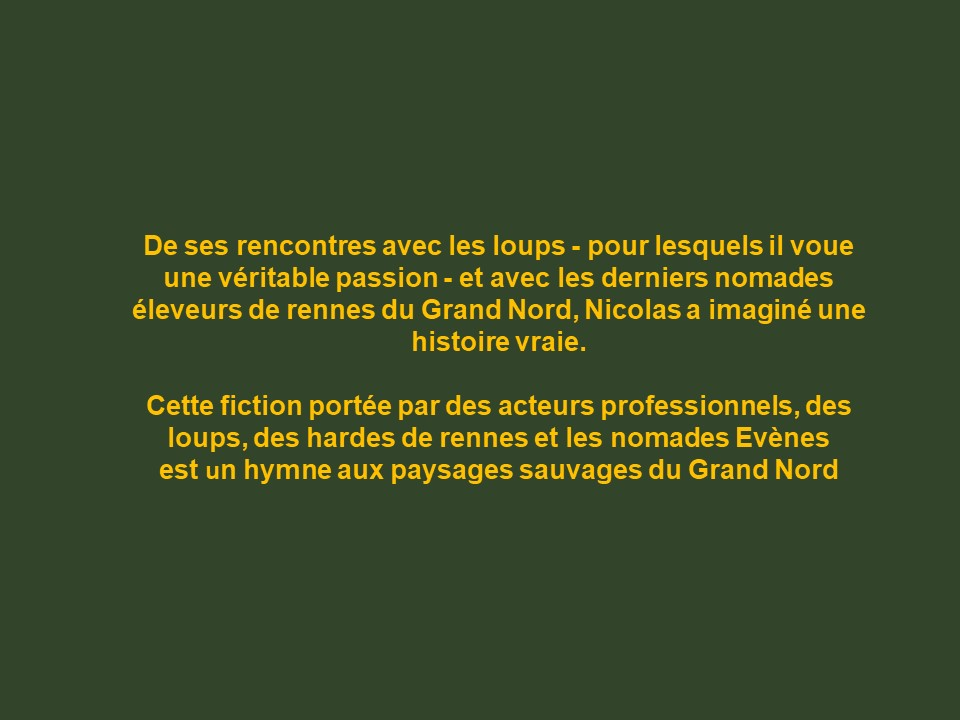 De ses rencontres avec les loups - pour lesquels il voue
une véritable passion - et avec les derniers nomades
éleveurs de rennes du Grand Nord, Nicolas a imaginé une
histoire vraie.
Cette fiction portée par des acteurs professionnels, des
loups, des hardes de rennes et les nomades Evènes
est un hymne aux paysages sauvages du Grand Nord